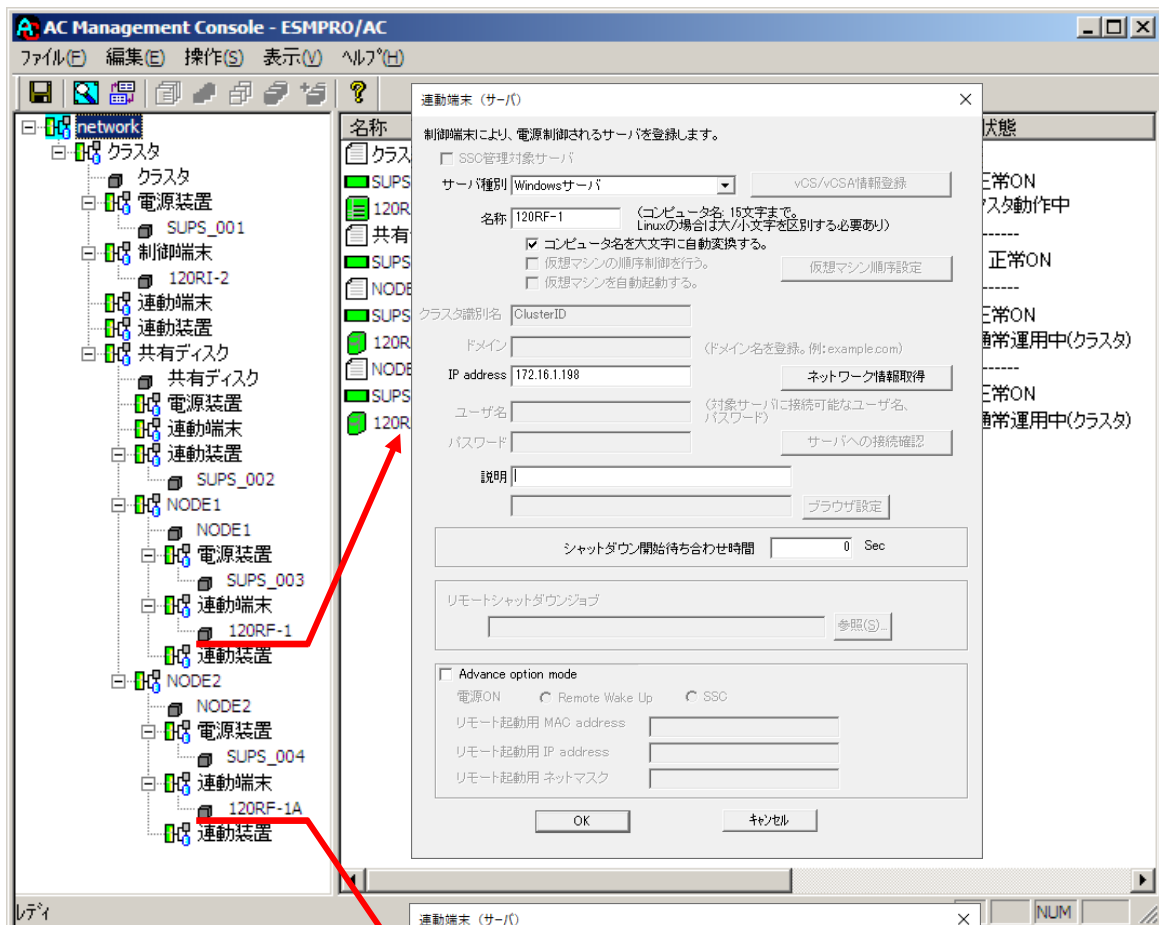 AC Management Console - ESMPRO/AC
ファイル(F) 編集(E) 操作(S) 表示(V) ヘルプ(H)
network
クラスタ
クラスタ
電源装置
SUPS_001
制御端末
120RI-2
連動端末
連動装置
共有ディスク
共有ディスク
電源装置
連動端末
連動装置
SUPS_002
NODE1
NODE1
電源装置
SUPS_003
連動端末
120RF-1
連動装置
NODE2
NODE2
電源装置
SUPS_004
連動端末
120RF-1A
連動装置
名称
クラス
SUPS
120R
共有
SUPS
NODE
SUPS
120R
NODE
SUPS
120R
状態
正常ON
スタ動作中
------
正常ON
------
正常ON
通常運用中(クラスタ)
------
正常ON
通常運用中(クラスタ)
連動端末 (サーバ)
制御端末により、電源制御されるサーバを登録します。
SSC管理対象サーバ
サーバ種別 Windowsサーバ vCS/vCSA情報登録
名称 120RF-1 (コンピュータ名: 15文字まで。
Linuxの場合は大/小文字を区別する必要あり)
コンピュータ名を大文字に自動変換する。
仮想マシンの順序制御を行う。 仮想マシン順序設定
仮想マシンを自動起動する。
クラスタ識別名 ClusterID
ドメイン (ドメイン名を登録。例:example.com)
IP address 172.16.1.198 ネットワーク情報取得
ユーザ名 (対象サーバに接続可能なユーザ名、
パスワード)
パスワード サーバへの接続確認
説明
ブラウザ設定
シャットダウン開始待ち合わせ時間 0 Sec
リモートシャットダウンジョブ
参照(S)...
Advance option mode
電源ON Remote Wake Up SSC
リモート起動用 MAC address
リモート起動用 IP address
リモート起動用 ネットマスク
OK キャンセル
レディ
NUM
連動端末 (サーバ)